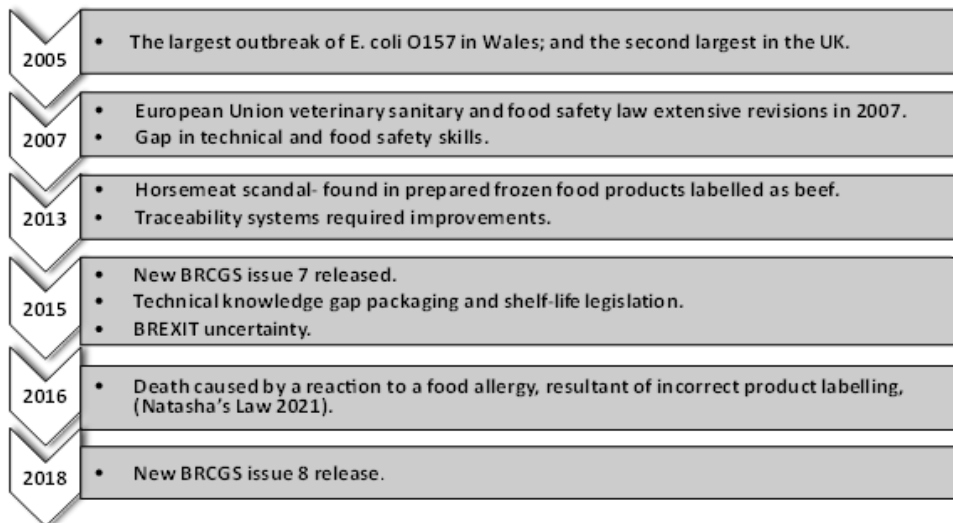 2005
• The largest outbreak of E. coli O157 in Wales; and the second largest in the UK.
2007
• European Union veterinary sanitary and food safety law extensive revisions in 2007.
• Gap in technical and food safety skills.
2013
• Horsemeat scandal- found in prepared frozen food products labelled as beef.
• Traceability systems required improvements.
2015
• New BRCGS issue 7 released.
• Technical knowledge gap packaging and shelf-life legislation.
• BREXIT uncertainty.
2016
• Death caused by a reaction to a food allergy, resultant of incorrect product labelling,
(Natasha's Law 2021).
2018
• New BRCGS issue 8 release.